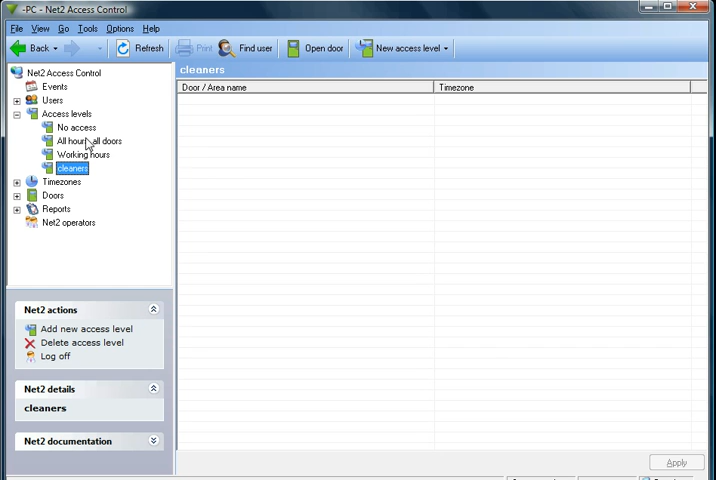 -PC - Net2 Access Control
File View Go Tools Options Help
Back Refresh Print Find user Open door New access level
cleaners
Net2 Access Control
Events
Users
Access levels
No access
All hours, all doors
Working hours
cleaners
Timezones
Doors
Reports
Net2 operators
Door / Area name Timezone
Net2 actions
Add new access level
Delete access level
Log off
Net2 details
cleaners
Net2 documentation
Apply